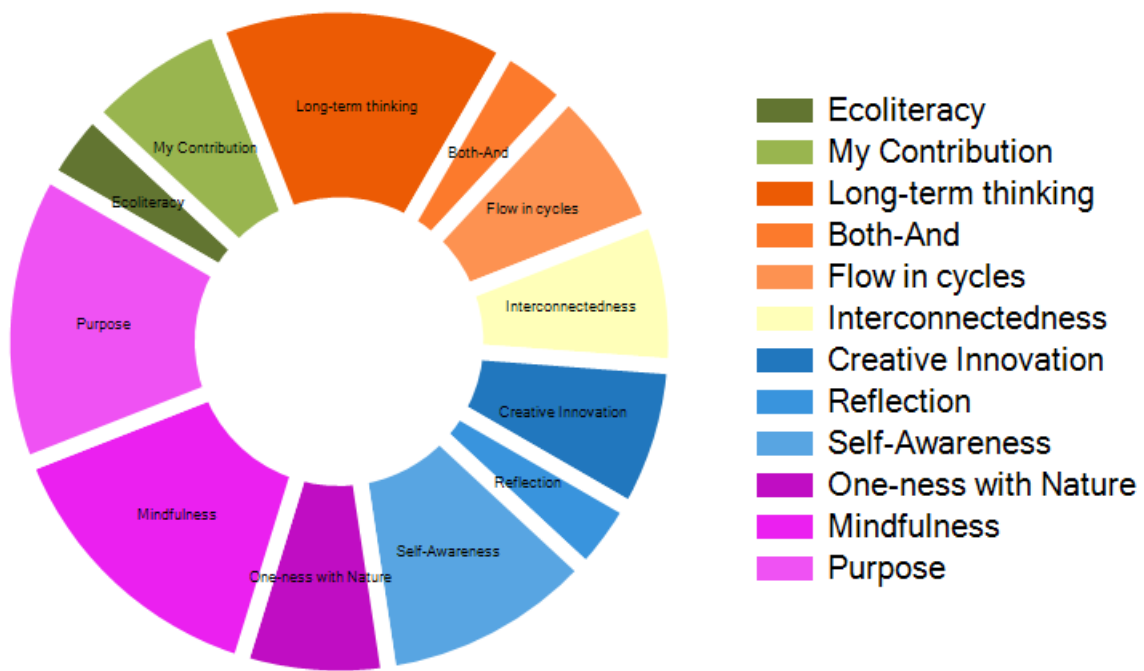 Long-term thinking
My Contribution
Both-And
Ecoliteracy
Flow in cycles
Interconnectedness
Purpose
Creative Innovation
Reflection
Mindfulness
Self-Awareness
One-ness with Nature
Ecoliteracy
My Contribution
Long-term thinking
Both-And
Flow in cycles
Interconnectedness
Creative Innovation
Reflection
Self-Awareness
One-ness with Nature
Mindfulness
Purpose